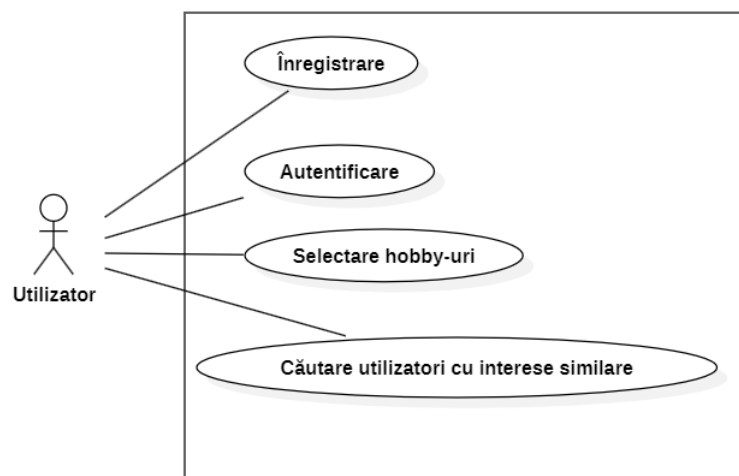 Înregistrare
Autentificare
Selectare hobby-uri
Utilizator
Căutare utilizatori cu interese similare